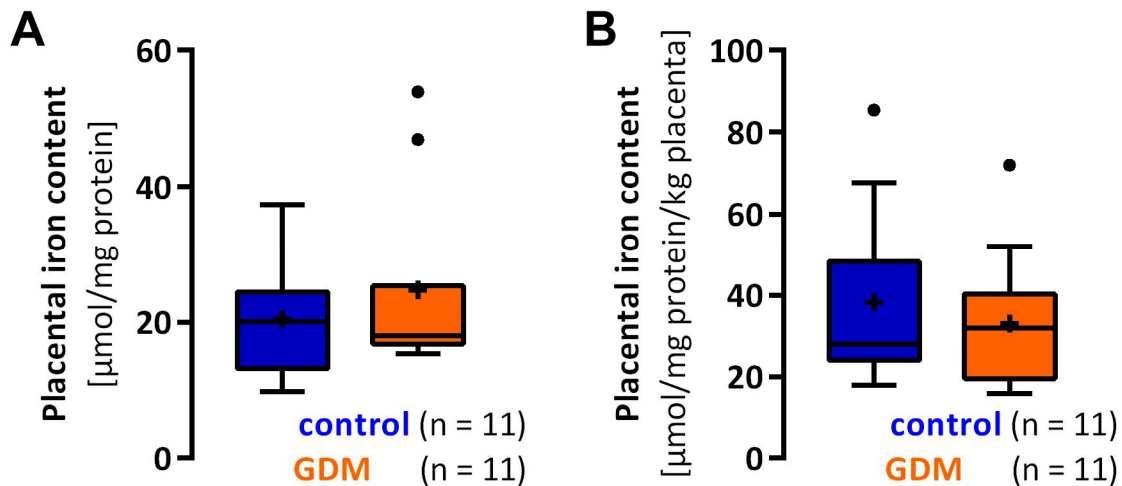 A
Placental iron content
[µmol/mg protein]
60
40
20
0
control (n = 11)
GDM (n = 11)
B
Placental iron content
[µmol/mg protein/kg placenta]
100
80
60
40
20
0
control (n = 11)
GDM (n = 11)